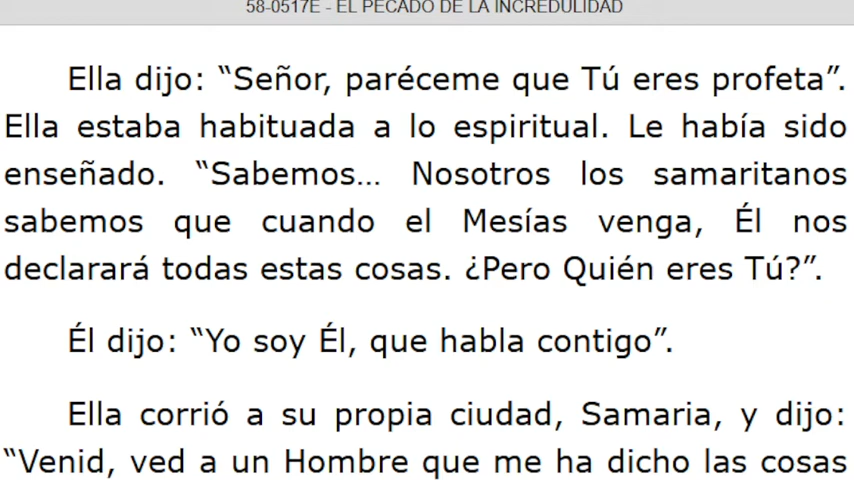 58-0517E - EL PECADO DE LA INCREDULIDAD
Ella dijo: “Señor, paréceme que Tú eres profeta”.
Ella estaba habituada a lo espiritual. Le había sido
enseñado. “Sabemos... Nosotros los samaritanos
sabemos que cuando el Mesías venga, Él nos
declarará todas estas cosas. ¿Pero Quién eres Tú?”.
Él dijo: “Yo soy Él, que habla contigo”.
Ella corrió a su propia ciudad, Samaria, y dijo:
“Venid, ved a un Hombre que me ha dicho las cosas